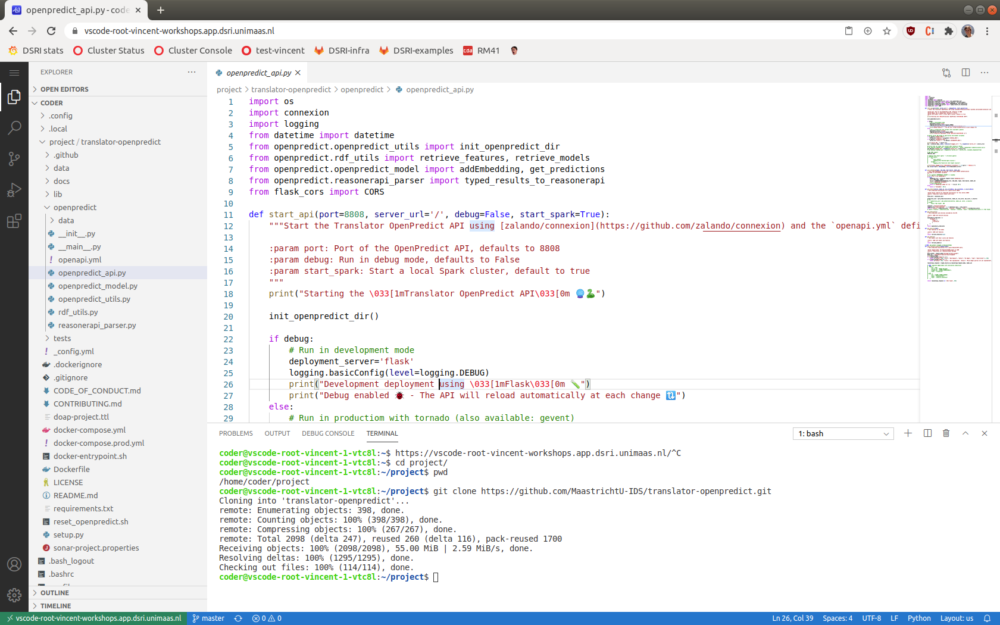 openpredict_api.py - code
vscode-root-vincent-workshops.app.dsri.unimaas.nl
DSRI stats
Cluster Status
Cluster Console
test-vincent
DSRI-infra
DSRI-examples
RM41
EXPLORER
OPEN EDITORS
CODER
.config
.local
project / translator-openpredict
.github
data
docs
lib
openpredict
data
__init__.py
__main__.py
openapi.yml
openpredict_api.py
openpredict_model.py
openpredict_utils.py
rdf_utils.py
reasonerapi_parser.py
tests
_config.yml
.dockerignore
.gitignore
CODE_OF_CONDUCT.md
CONTRIBUTING.md
doap-project.ttl
docker-compose.yml
docker-compose.prod.yml
docker-entrypoint.sh
Dockerfile
LICENSE
README.md
requirements.txt
reset_openpredict.sh
setup.py
sonar-project.properties
.bash_logout
.bashrc
OUTLINE
TIMELINE
openpredict_api.py
project > translator-openpredict > openpredict > openpredict_api.py
1 import os
2 import connexion
3 import logging
4 from datetime import datetime
5 from openpredict.openpredict_utils import init_openpredict_dir
6 from openpredict.rdf_utils import retrieve_features, retrieve_models
7 from openpredict.openpredict_model import addEmbedding, get_predictions
8 from openpredict.reasonerapi_parser import typed_results_to_reasonerapi
9 from flask_cors import CORS
10
11 def start_api(port=8808, server_url='/', debug=False, start_spark=True):
12 """Start the Translator OpenPredict API using [zalando/connexion](https://github.com/zalando/connexion) and the `openapi.yml` defi
13
14 :param port: Port of the OpenPredict API, defaults to 8808
15 :param debug: Run in debug mode, defaults to False
16 :param start_spark: Start a local Spark cluster, default to true
17 """
18 print("Starting the \033[1mTranslator OpenPredict API\033[0m 🔮🐍")
19
20 init_openpredict_dir()
21
22 if debug:
23 # Run in development mode
24 deployment_server='flask'
25 logging.basicConfig(level=logging.DEBUG)
26 print("Development deployment using \033[1mFlask\033[0m 🧪")
27 print("Debug enabled 🐞 - The API will reload automatically at each change 🔃")
28 else:
29 # Run in productiom with tornado (also available: gevent)
PROBLEMS
OUTPUT
DEBUG CONSOLE
TERMINAL
1: bash
coder@vscode-root-vincent-1-vtc8l:~$ https://vscode-root-vincent-workshops.app.dsri.unimaas.nl/^C
coder@vscode-root-vincent-1-vtc8l:~$ cd project/
coder@vscode-root-vincent-1-vtc8l:~/project$ pwd
/home/coder/project
coder@vscode-root-vincent-1-vtc8l:~/project$ git clone https://github.com/MaastrichtU-IDS/translator-openpredict.git
Cloning into 'translator-openpredict'...
remote: Enumerating objects: 398, done.
remote: Counting objects: 100% (398/398), done.
remote: Compressing objects: 100% (267/267), done.
remote: Total 2098 (delta 247), reused 260 (delta 116), pack-reused 1700
Receiving objects: 100% (2098/2098), 55.00 MiB | 2.59 MiB/s, done.
Resolving deltas: 100% (1295/1295), done.
Checking out files: 100% (114/114), done.
coder@vscode-root-vincent-1-vtc8l:~/project$
vscode-root-vincent-workshops.app.dsri.unimaas.nl
master
0
0
Ln 26, Col 39
Spaces: 4
UTF-8
LF
Python
Layout: us